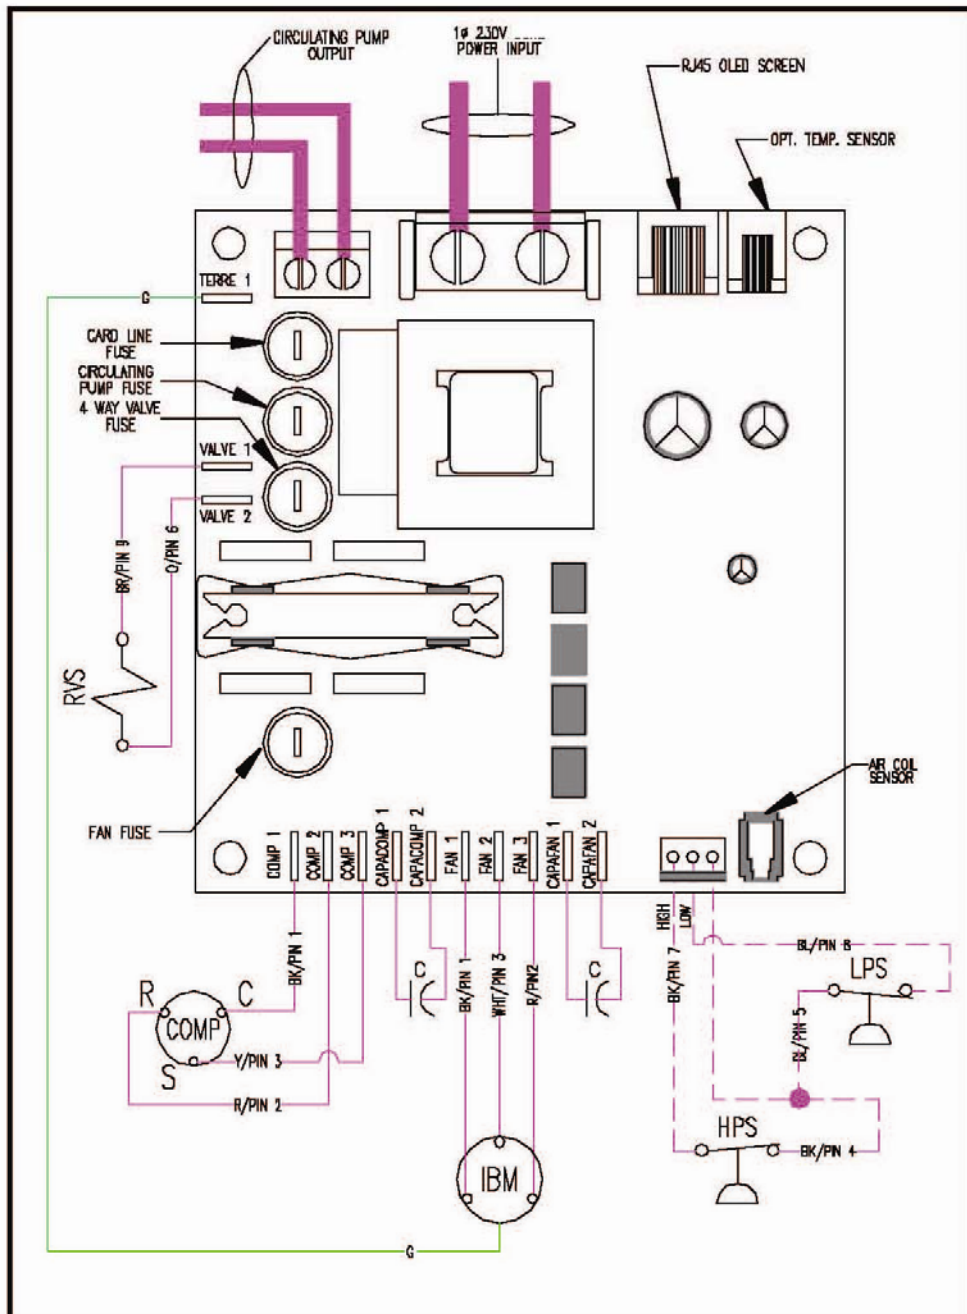 CIRCULATING PUMP
OUTPUT
1Ø 230V
POWER INPUT
RJ45 OLED SCREEN
OPT. TEMP. SENSOR
TERRE 1
G
CARD LINE
FUSE
CIRCULATING
PUMP FUSE
4 WAY VALVE
FUSE
VALVE 1
VALVE 2
BR/PIN 9
O/PIN 6
RVS
FAN FUSE
AIR COIL
SENSOR
COMP 1
COMP 2
COMP 3
CAPACOMP 1
CAPACOMP 2
FAN 1
FAN 2
FAN 3
CAPAFAN 1
CAPAFAN 2
HIGH
LOW
BK/PIN 1
BK/PIN 1
WHT/PIN 3
R/PIN2
BK/PIN 7
BL/PIN 8
LPS
BL/PIN 5
C
C
R
C
COMP
S
Y/PIN 3
R/PIN 2
HPS
BK/PIN 4
IBM
G